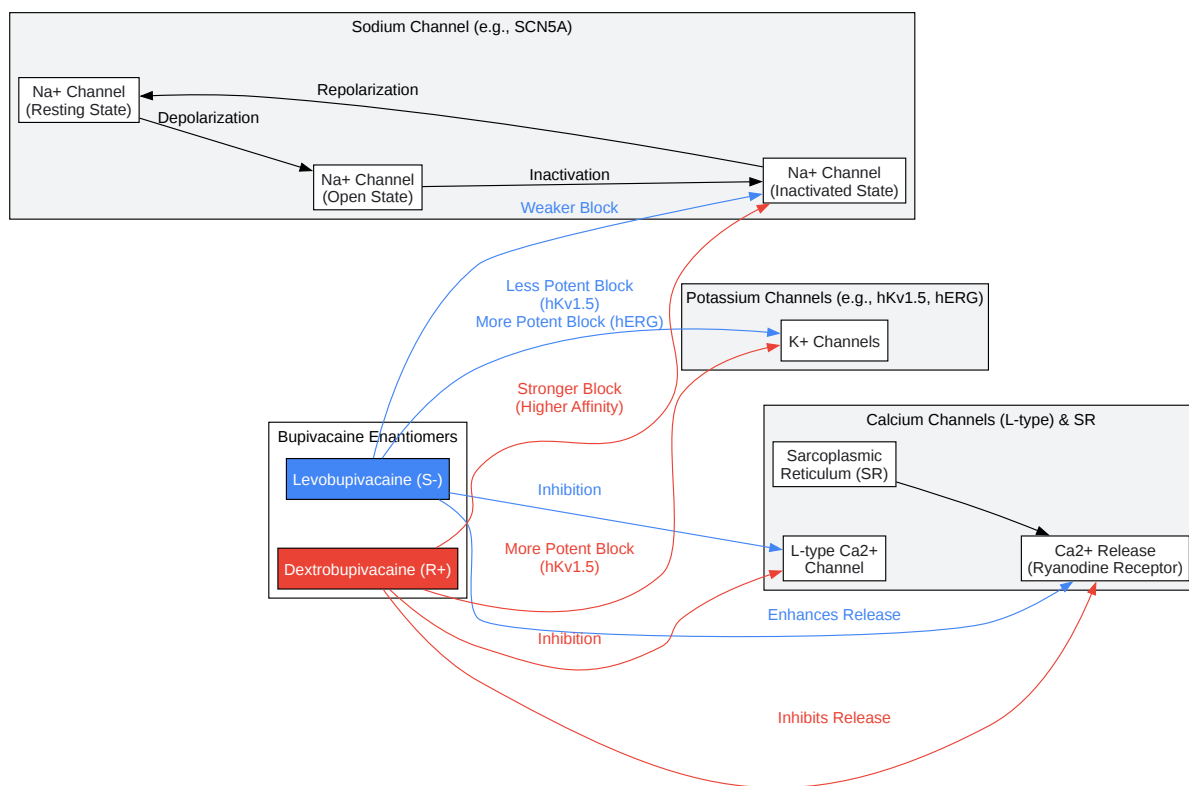 Sodium Channel (e.g., SCN5A)
Na+ Channel
(Resting State)
Repolarization
Depolarization
Na+ Channel
(Open State)
Inactivation
Na+ Channel
(Inactivated State)
Weaker Block
Less Potent Block
(hKv1.5)
More Potent Block (hERG)
Potassium Channels (e.g., hKv1.5, hERG)
K+ Channels
Stronger Block
(Higher Affinity)
Bupivacaine Enantiomers
Levobupivacaine (S-)
Dextrobupivacaine (R+)
Inhibition
More Potent Block
(hKv1.5)
Inhibition
Calcium Channels (L-type) & SR
Sarcoplasmic
Reticulum (SR)
L-type Ca2+
Channel
Ca2+ Release
(Ryanodine Receptor)
Enhances Release
Inhibits Release